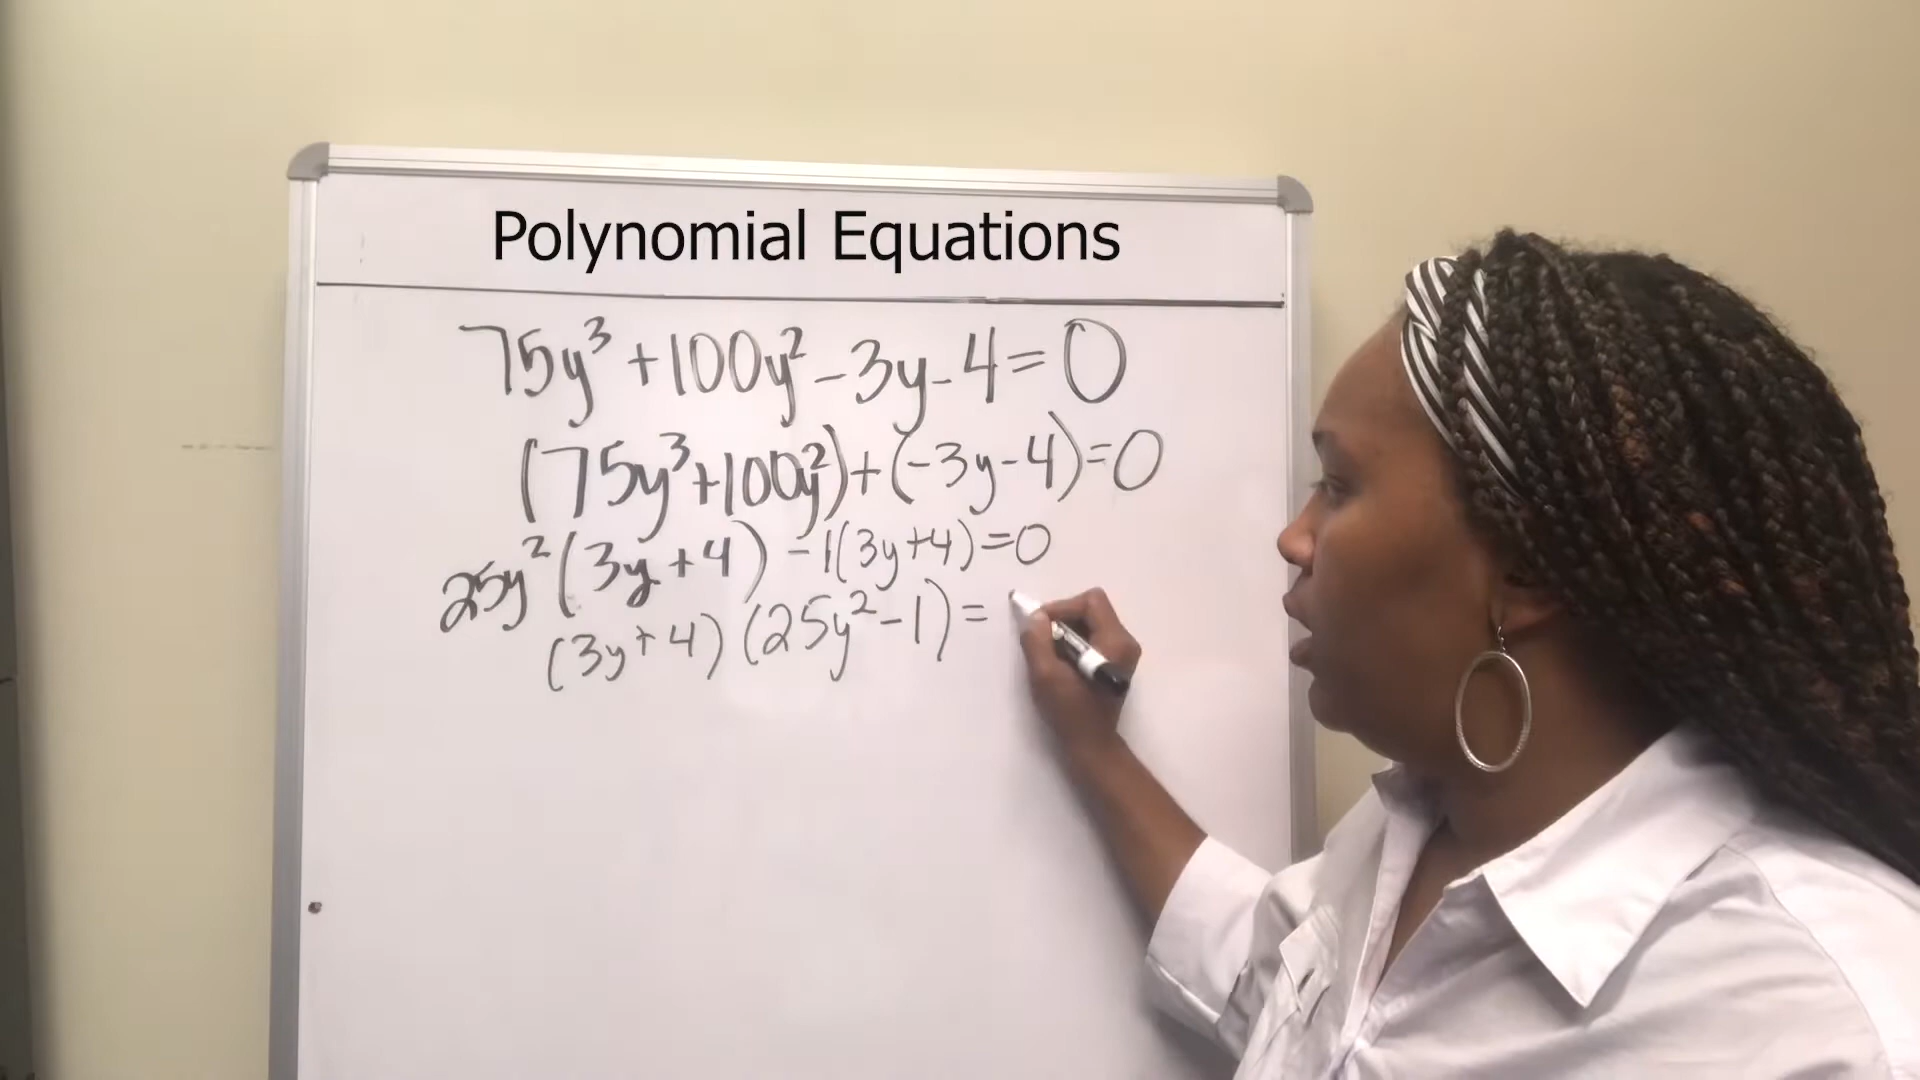 Polynomial Equations
75y³ + 100y² - 3y - 4 = 0
(75y³ + 100y²) + (-3y - 4) = 0
25y² (3y + 4) - 1(3y + 4) = 0
(3y + 4) (25y² - 1) =